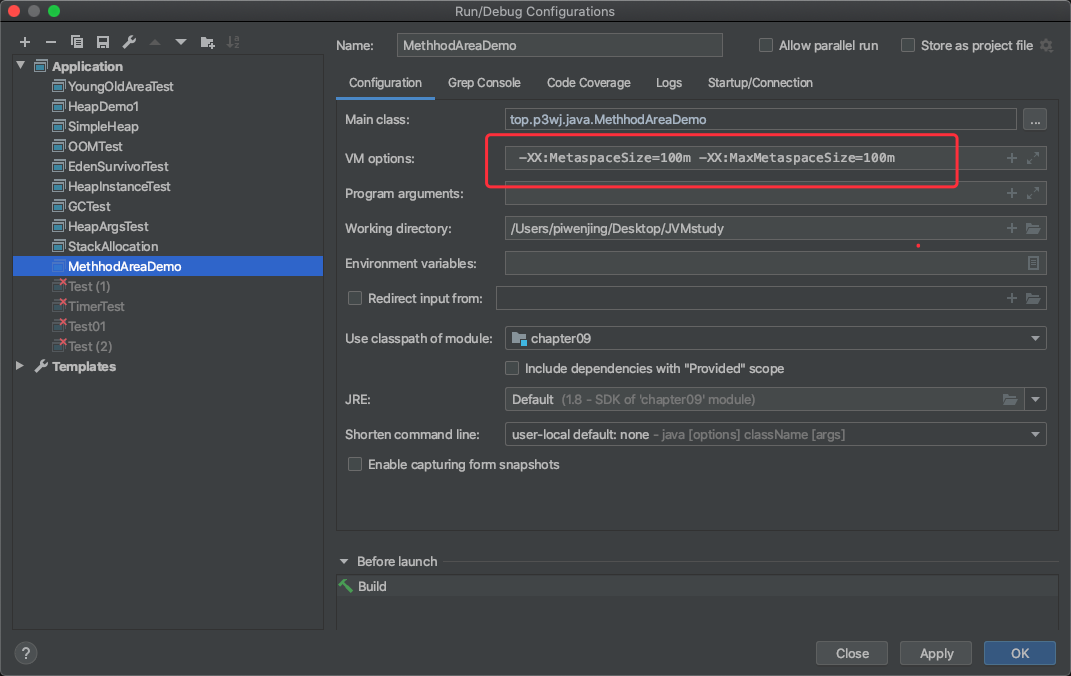 Run/Debug Configurations
Name: MethhodAreaDemo
Allow parallel run
Store as project file
Application
YoungOldAreaTest
HeapDemo1
SimpleHeap
OOMTest
EdenSurvivorTest
HeapInstanceTest
GCTest
HeapArgsTest
StackAllocation
MethhodAreaDemo
Test (1)
TimerTest
Test01
Test (2)
Templates
Configuration Grep Console Code Coverage Logs Startup/Connection
Main class: top.p3wj.java.MethhodAreaDemo ...
VM options: -XX:MetaspaceSize=100m -XX:MaxMetaspaceSize=100m
Program arguments:
Working directory: /Users/piwenjing/Desktop/JVMstudy
Environment variables:
Redirect input from:
Use classpath of module: chapter09
Include dependencies with "Provided" scope
JRE: Default (1.8 – SDK of 'chapter09' module)
Shorten command line: user-local default: none – java [options] className [args]
Enable capturing form snapshots
Before launch
Build
? Close Apply OK